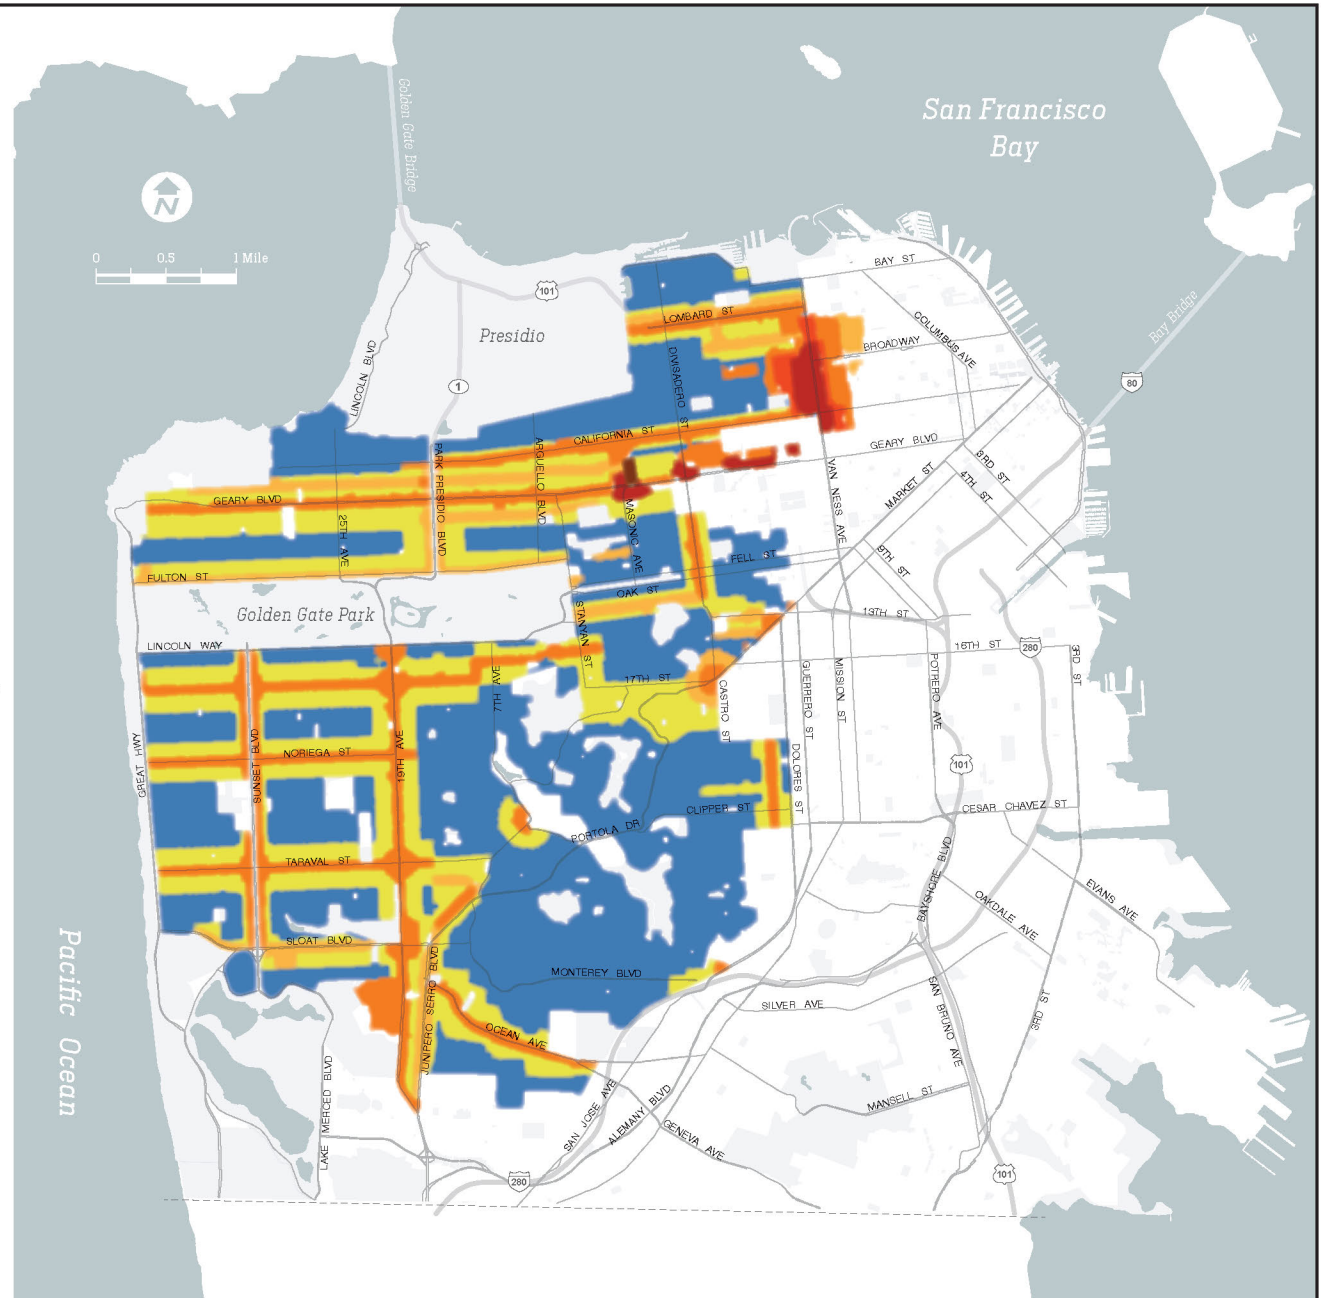 San Francisco
Bay
Golden Gate Bridge
N
0 0.5 1 Mile
101
Presidio
LINCOLN BLVD
1
BAY ST
COLUMBUS AVE
BROADWAY
LOMBARD ST
DIVISADERO ST
Bay Bridge
80
CALIFORNIA ST
GEARY BLVD
GEARY BLVD
PARK PRESIDIO BLVD
ARGUELLO BLVD
25TH AVE
MASONIC AVE
VAN NESS AVE
MARKET ST
3RD ST
4TH ST
9TH ST
FULTON ST
FELL ST
OAK ST
STANYAN ST
Golden Gate Park
13TH ST
LINCOLN WAY
16TH ST
280
3RD ST
7TH AVE
17TH ST
CASTRO ST
GUERRERO ST
MISSION ST
POTRERO AVE
GREAT HWY
SUNSET BLVD
NORIEGA ST
19TH AVE
DOLORES ST
101
CLIPPER ST
CESAR CHAVEZ ST
PORTOLA DR
TARAVAL ST
BAYSHORE BLVD
OAKDALE AVE
EVANS AVE
SLOAT BLVD
MONTEREY BLVD
JUNIPERO SERRO BLVD
SILVER AVE
SAN BRUNO AVE
3RD ST
OCEAN AVE
Pacific Ocean
LAKE MERCED BLVD
SAN JOSE AVE
ALEMANY BLVD
GENEVA AVE
MANSELL ST
280
101